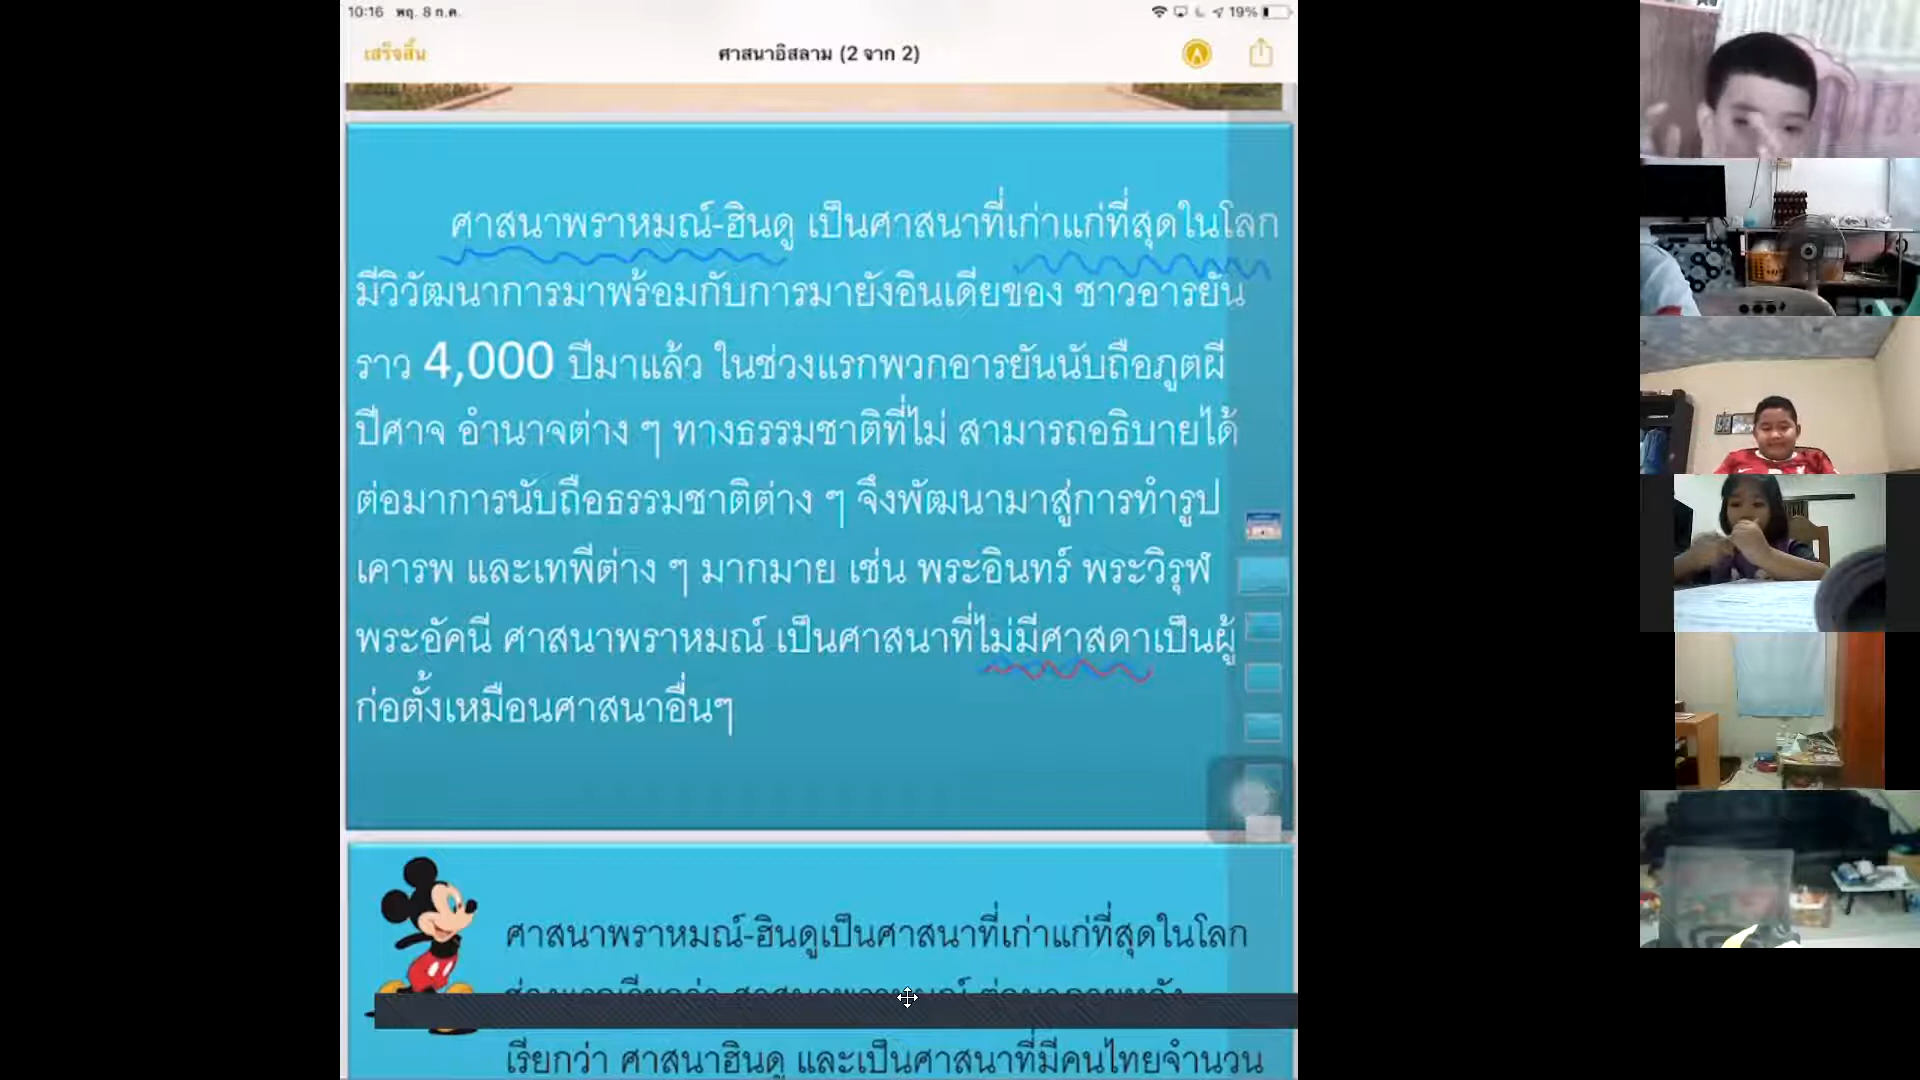 10:16 พฤ. 8 ก.ค.
19%
เสร็จสิ้น
ศาสนาอิสลาม (2 จาก 2)
ศาสนาพราหมณ์-ฮินดู เป็นศาสนาที่เก่าแก่ที่สุดในโลก
มีวิวัฒนาการมาพร้อมกับการมายังอินเดียของ ชาวอารยัน
ราว 4,000 ปีมาแล้ว ในช่วงแรกพวกอารยันนับถือภูตผี
ปีศาจ อำนาจต่าง ๆ ทางธรรมชาติที่ไม่ สามารถอธิบายได้
ต่อมาการนับถือธรรมชาติต่าง ๆ จึงพัฒนามาสู่การทำรูป
เคารพ และเทพีต่าง ๆ มากมาย เช่น พระอินทร์ พระวิรุฬ
พระอัคนี ศาสนาพราหมณ์ เป็นศาสนาที่ไม่มีศาสดาเป็นผู้
ก่อตั้งเหมือนศาสนาอื่นๆ
ศาสนาพราหมณ์-ฮินดูเป็นศาสนาที่เก่าแก่ที่สุดในโลก
เรียกว่า ศาสนาฮินดู และเป็นศาสนาที่มีคนไทยจำนวน